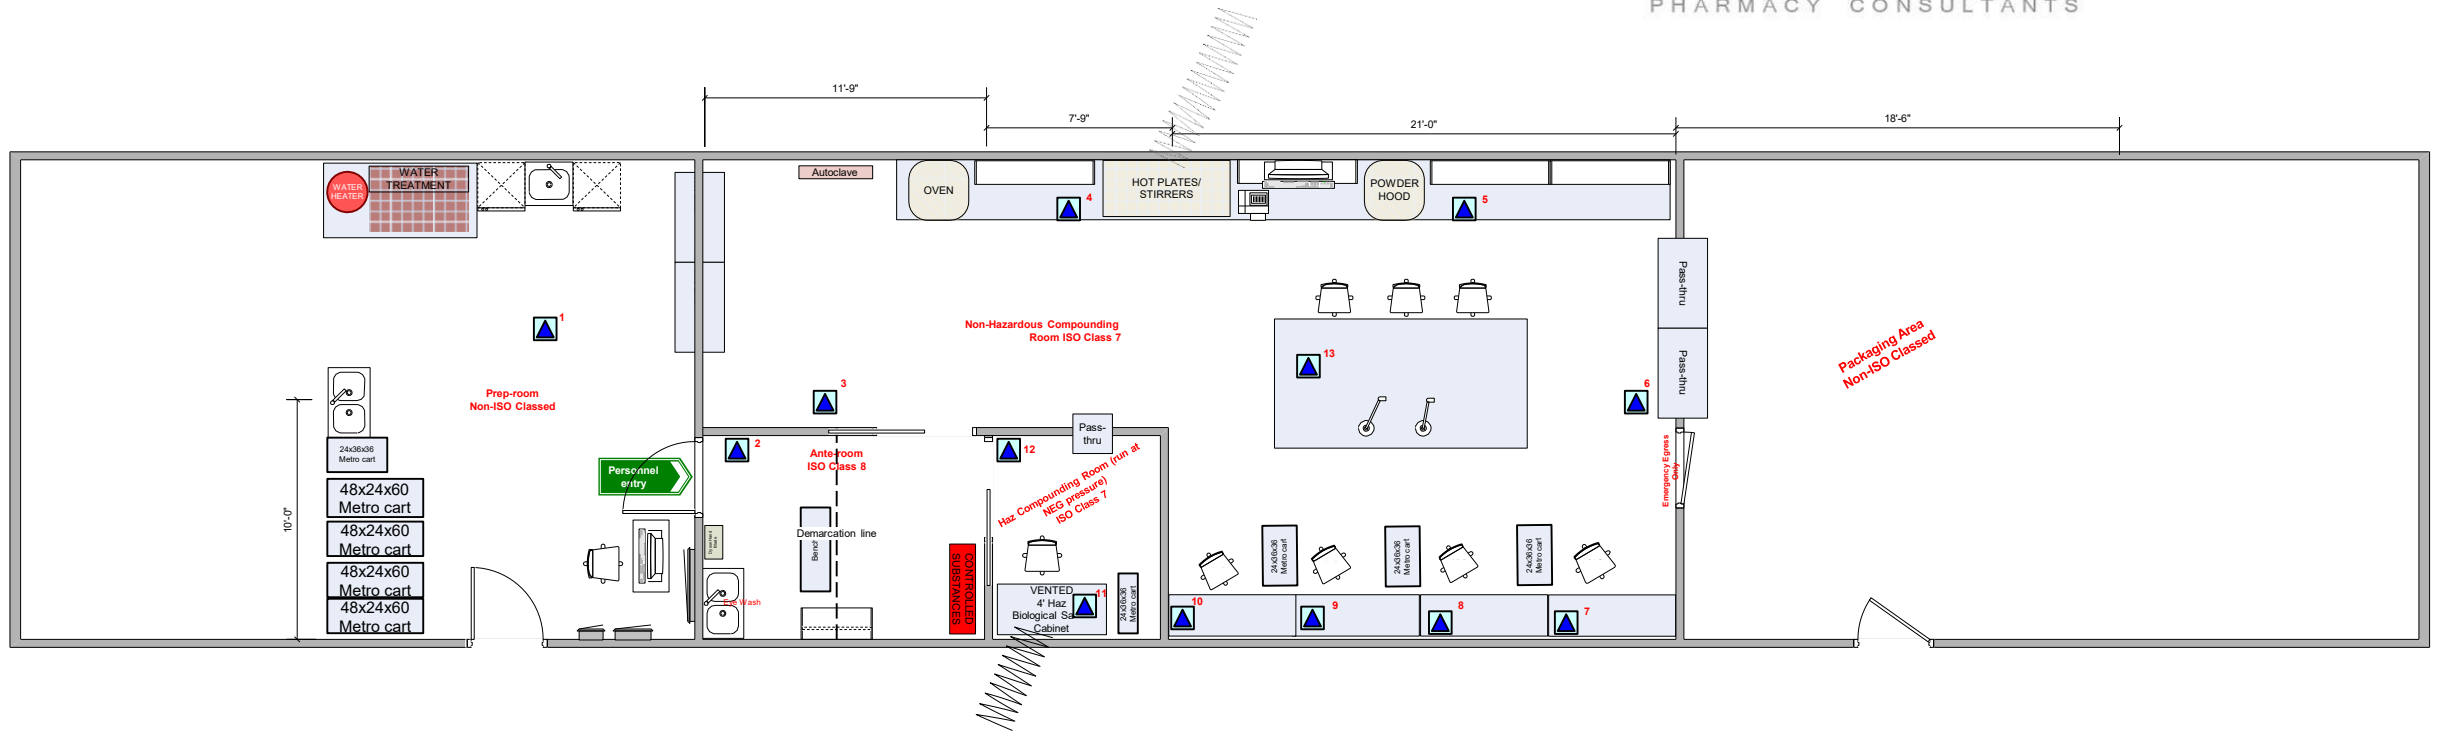 PHARMACY CONSULTANTS
11'-9"
7'-9"
21'-0"
18'-6"
WATER
HEATER
WATER
TREATMENT
Autoclave
OVEN
4
HOT PLATES/
STIRRERS
POWDER
HOOD
5
Pass-thru
Pass-thru
1
Prep-room
Non-ISO Classed
3
Non-Hazardous Compounding
Room ISO Class 7
13
6
Packaging Area
Non-ISO Classed
10'-0"
24x36x36
Metro cart
48x24x60
Metro cart
48x24x60
Metro cart
48x24x60
Metro cart
48x24x60
Metro cart
Personnel
entry
2
Ante-room
ISO Class 8
12
Pass-
thru
Haz Compounding Room (run at
NEG pressure)
ISO Class 7
Emergency Egress
Only
Demarcation line
Bench
Eye Wash
CONTROLLED
SUBSTANCES
VENTED
4' Haz
Biological Sa
Cabinet
11
24x36x36
Metro cart
24x36x36
Metro cart
24x36x36
Metro cart
24x36x36
Metro cart
10
9
8
7